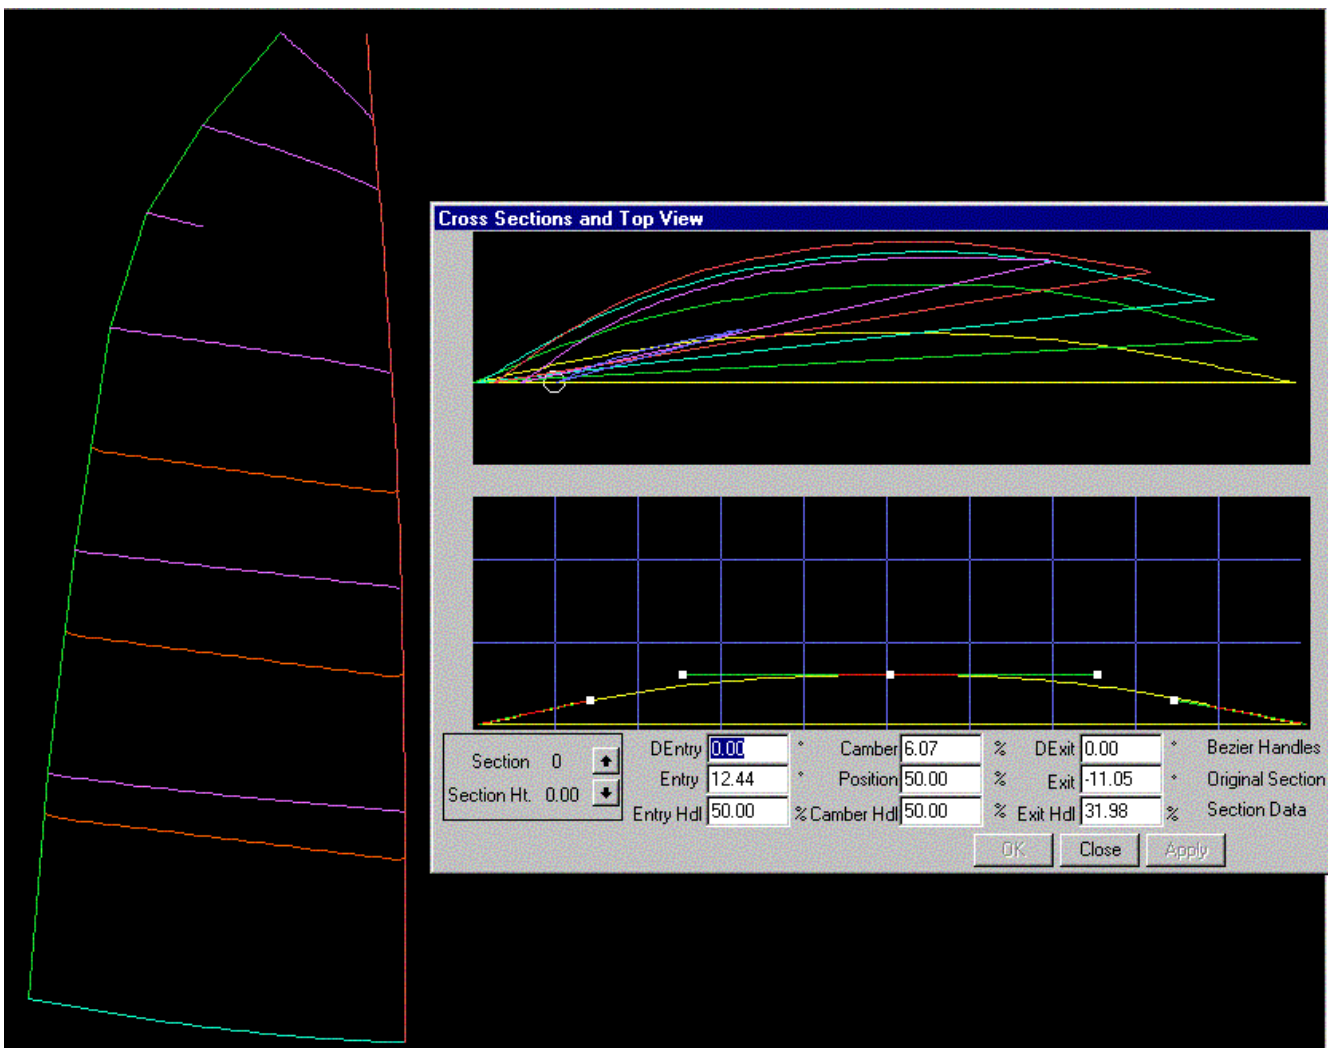 Cross Sections and Top View
DEntry 0.00 ° Camber 6.07 % DExit 0.00 ° Bezier Handles
Section 0
Entry 12.44 ° Position 50.00 % Exit -11.05 ° Original Section
Section Ht. 0.00
Entry Hdl 50.00 % Camber Hdl 50.00 % Exit Hdl 31.98 % Section Data
OK Close Apply